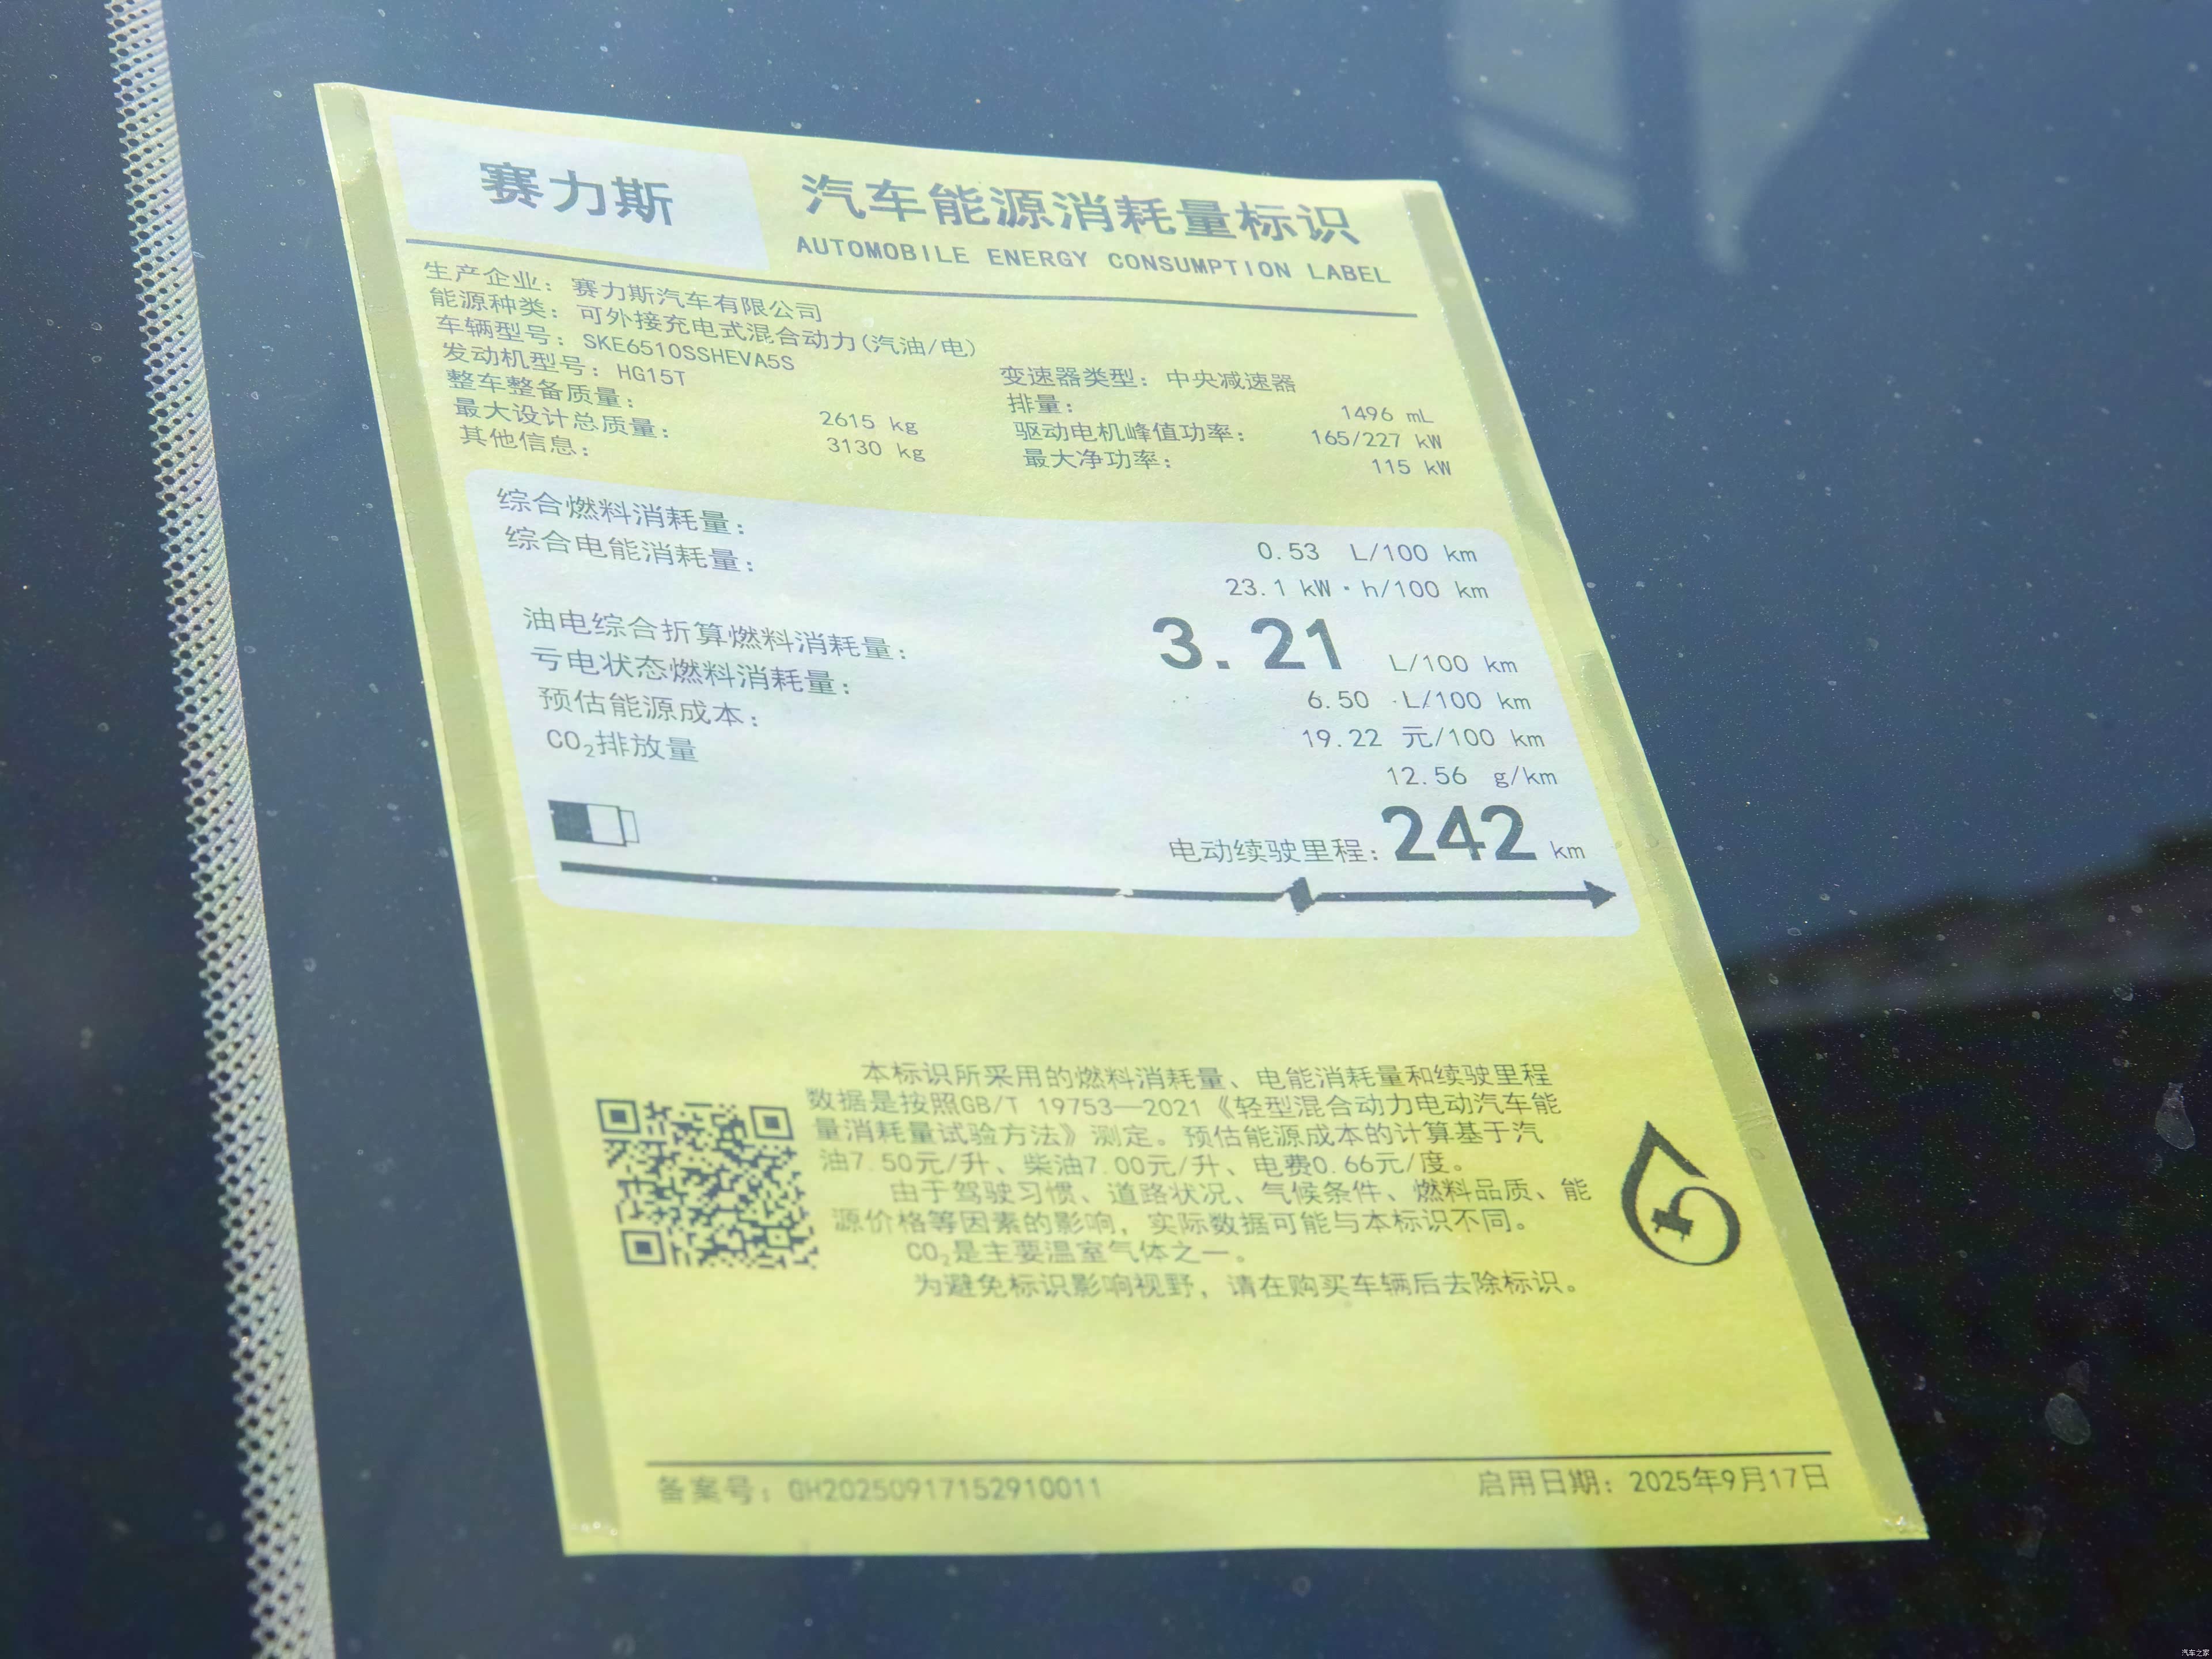 赛力斯
汽车能源消耗量标识
AUTOMOBILE ENERGY CONSUMPTION LABEL
生产企业：赛力斯汽车有限公司
能源种类：可外接充电式混合动力(汽油/电)
车辆型号：SKE6510SSHEVA5S
发动机型号：HG15T
变速器类型：中央减速器
整车整备质量：2615 kg
排量：1496 mL
最大设计总质量：3130 kg
驱动电机峰值功率：165/227 kW
其他信息：
最大净功率：115 kW
综合燃料消耗量：0.53 L/100 km
综合电能消耗量：23.1 kW·h/100 km
油电综合折算燃料消耗量：3.21 L/100 km
亏电状态燃料消耗量：6.50 L/100 km
预估能源成本：19.22 元/100 km
CO₂排放量 12.56 g/km
电动续驶里程：242 km
本标识所采用的燃料消耗量、电能消耗量和续驶里程
数据是按照GB/T 19753—2021《轻型混合动力电动汽车能
量消耗量试验方法》测定。预估能源成本的计算基于汽
油7.50元/升、柴油7.00元/升、电费0.66元/度。
由于驾驶习惯、道路状况、气候条件、燃料品质、能
源价格等因素的影响，实际数据可能与本标识不同。
CO₂是主要温室气体之一。
为避免标识影响视野，请在购买车辆后去除标识。
备案号：GH20250917152910011
启用日期：2025年9月17日
汽车之家